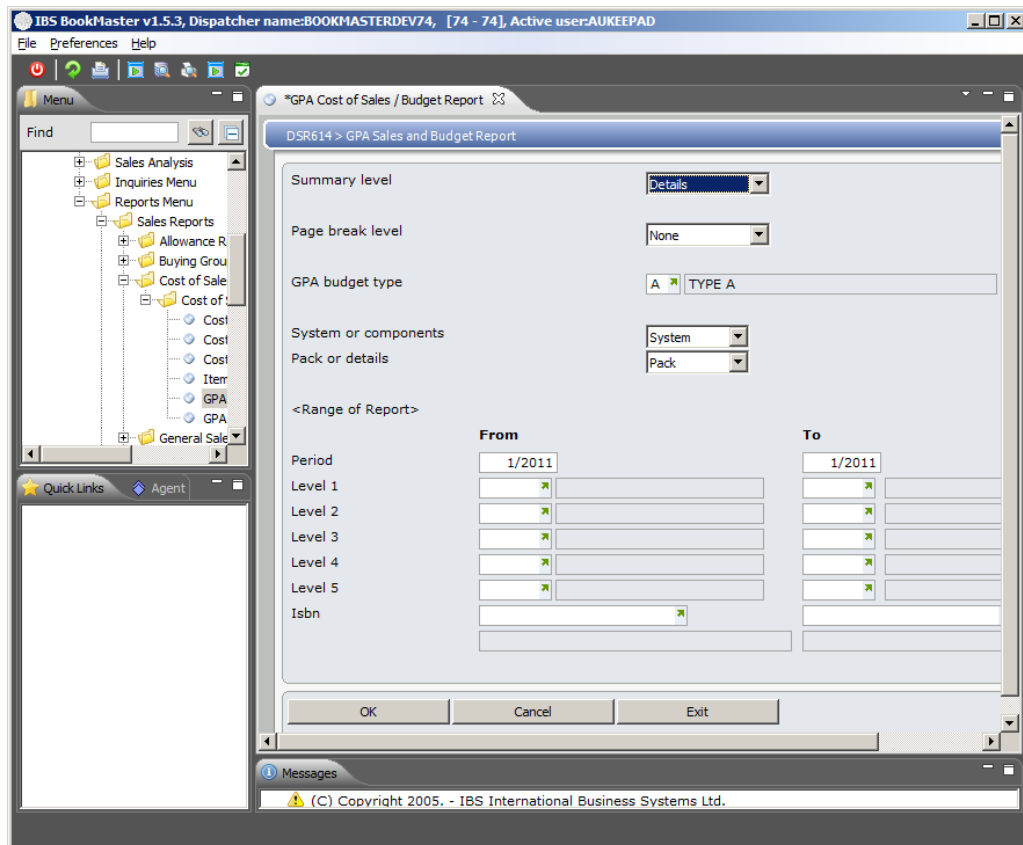 IBS BookMaster v1.5.3, Dispatcher name:BOOKMASTERDEV74, [74 - 74], Active user:AUKEEPAD
File Preferences Help
Menu
Find
Sales Analysis
Inquiries Menu
Reports Menu
Sales Reports
Allowance R
Buying Grou
Cost of Sale
Cost of S
Cost
Cost
Cost
Item
GPA
GPA
General Sale
Quick Links Agent
*GPA Cost of Sales / Budget Report
DSR614 > GPA Sales and Budget Report
Summary level Details
Page break level None
GPA budget type A TYPE A
System or components System
Pack or details Pack
<Range of Report>
From To
Period 1/2011 1/2011
Level 1
Level 2
Level 3
Level 4
Level 5
Isbn
OK Cancel Exit
Messages
(C) Copyright 2005. - IBS International Business Systems Ltd.